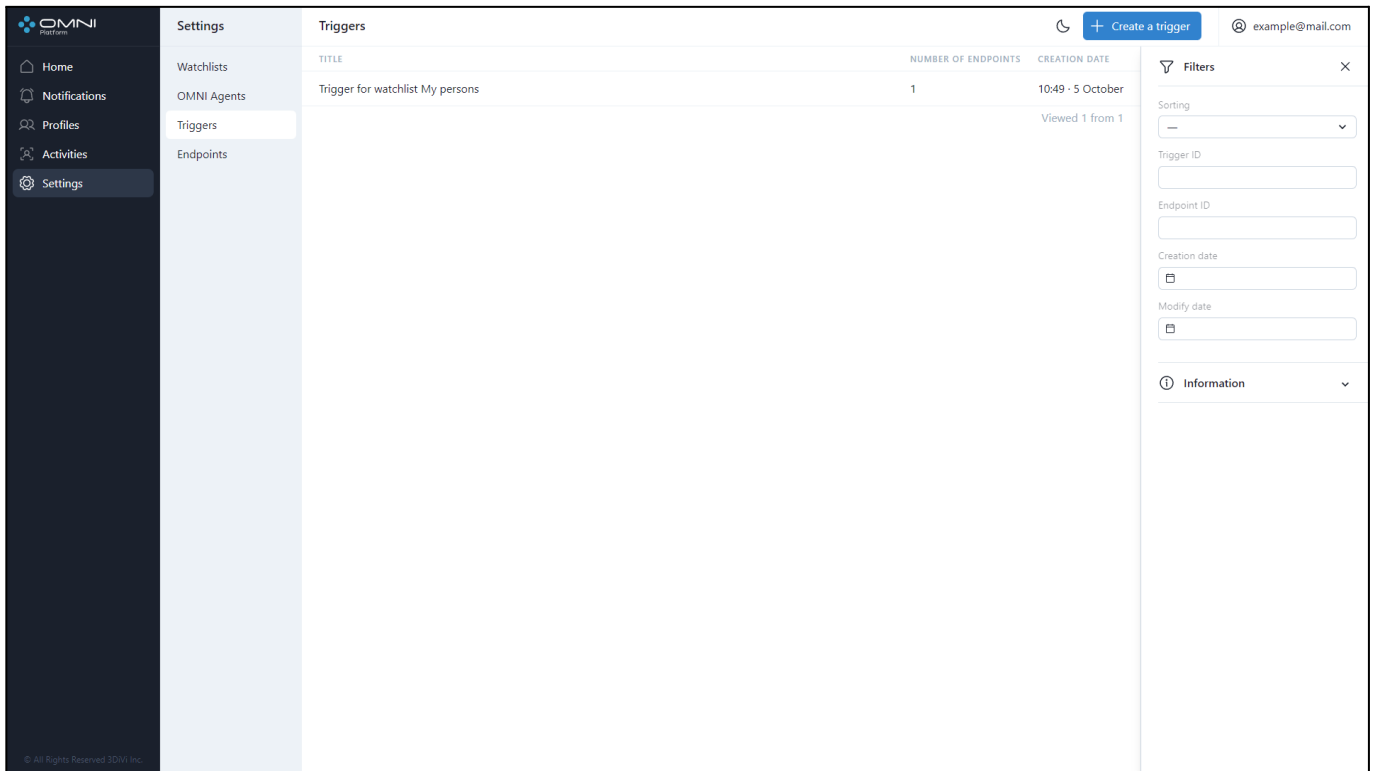 OMNI
Platform
Home
Notifications
Profiles
Activities
Settings
© All Rights Reserved 3DiVi Inc.
Settings
Watchlists
OMNI Agents
Triggers
Endpoints
Triggers
Create a trigger
example@mail.com
TITLE NUMBER OF ENDPOINTS CREATION DATE
Trigger for watchlist My persons 1 10:49 · 5 October
Viewed 1 from 1
Filters
Sorting
—
Trigger ID
Endpoint ID
Creation date
Modify date
Information